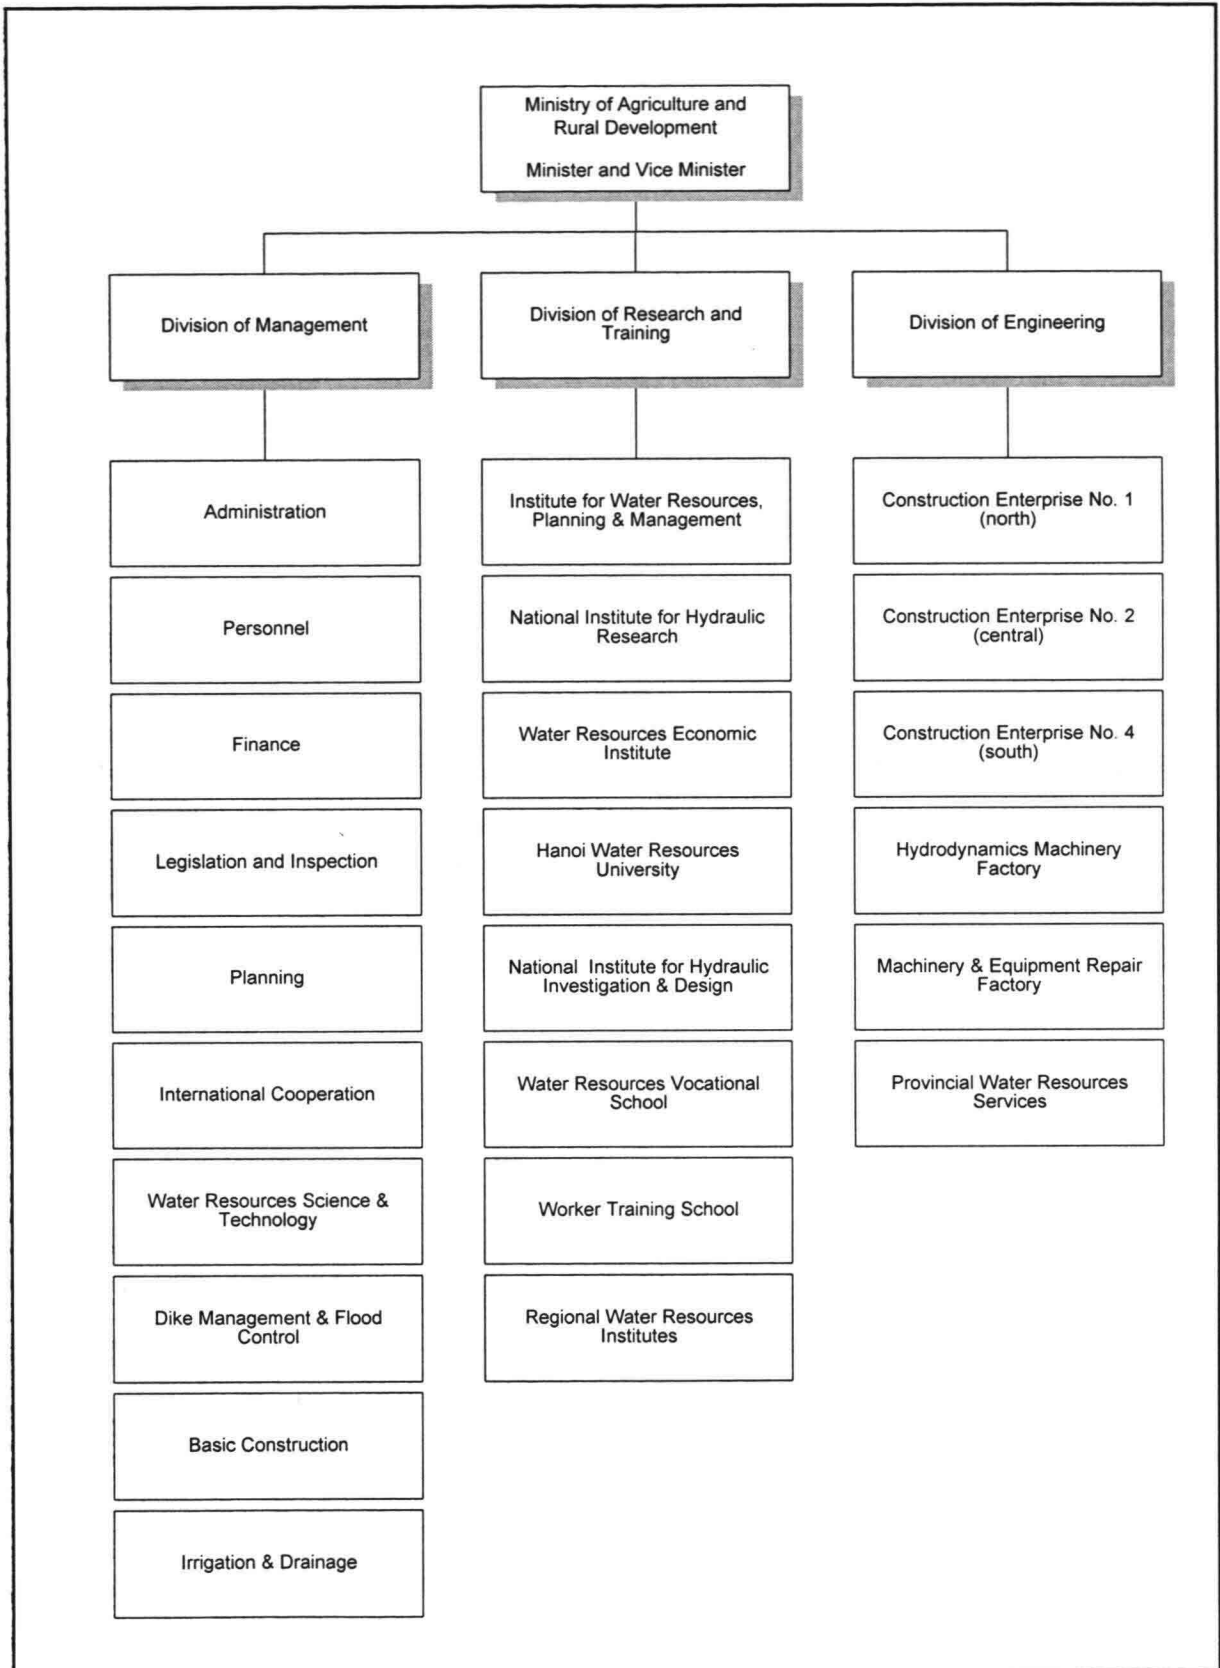 Ministry of Agriculture and
Rural Development
Minister and Vice Minister
Division of Management
Division of Research and
Training
Division of Engineering
Administration
Personnel
Finance
Legislation and Inspection
Planning
International Cooperation
Water Resources Science &
Technology
Dike Management & Flood
Control
Basic Construction
Irrigation & Drainage
Institute for Water Resources,
Planning & Management
National Institute for Hydraulic
Research
Water Resources Economic
Institute
Hanoi Water Resources
University
National Institute for Hydraulic
Investigation & Design
Water Resources Vocational
School
Worker Training School
Regional Water Resources
Institutes
Construction Enterprise No. 1
(north)
Construction Enterprise No. 2
(central)
Construction Enterprise No. 4
(south)
Hydrodynamics Machinery
Factory
Machinery & Equipment Repair
Factory
Provincial Water Resources
Services